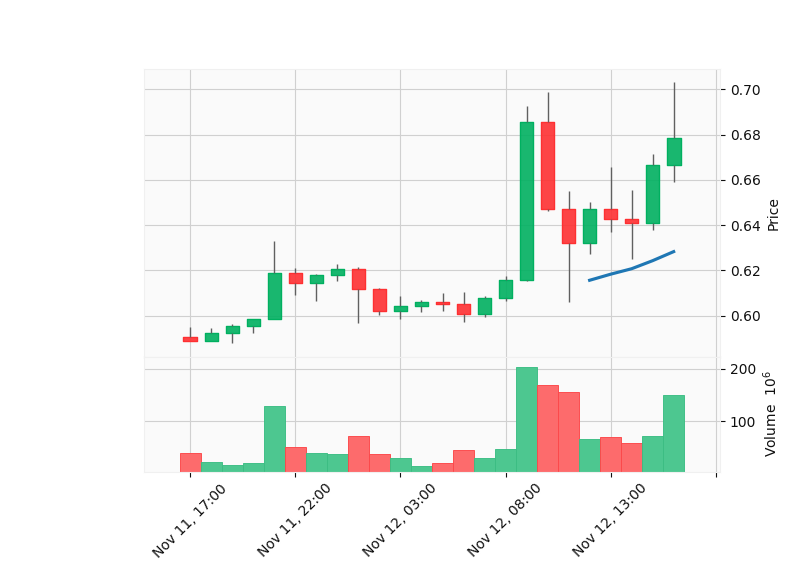 0.70
0.68
0.66
0.64
0.62
0.60
Price
200
100
Volume 10^6
Nov 11, 17:00
Nov 11, 22:00
Nov 12, 03:00
Nov 12, 08:00
Nov 12, 13:00